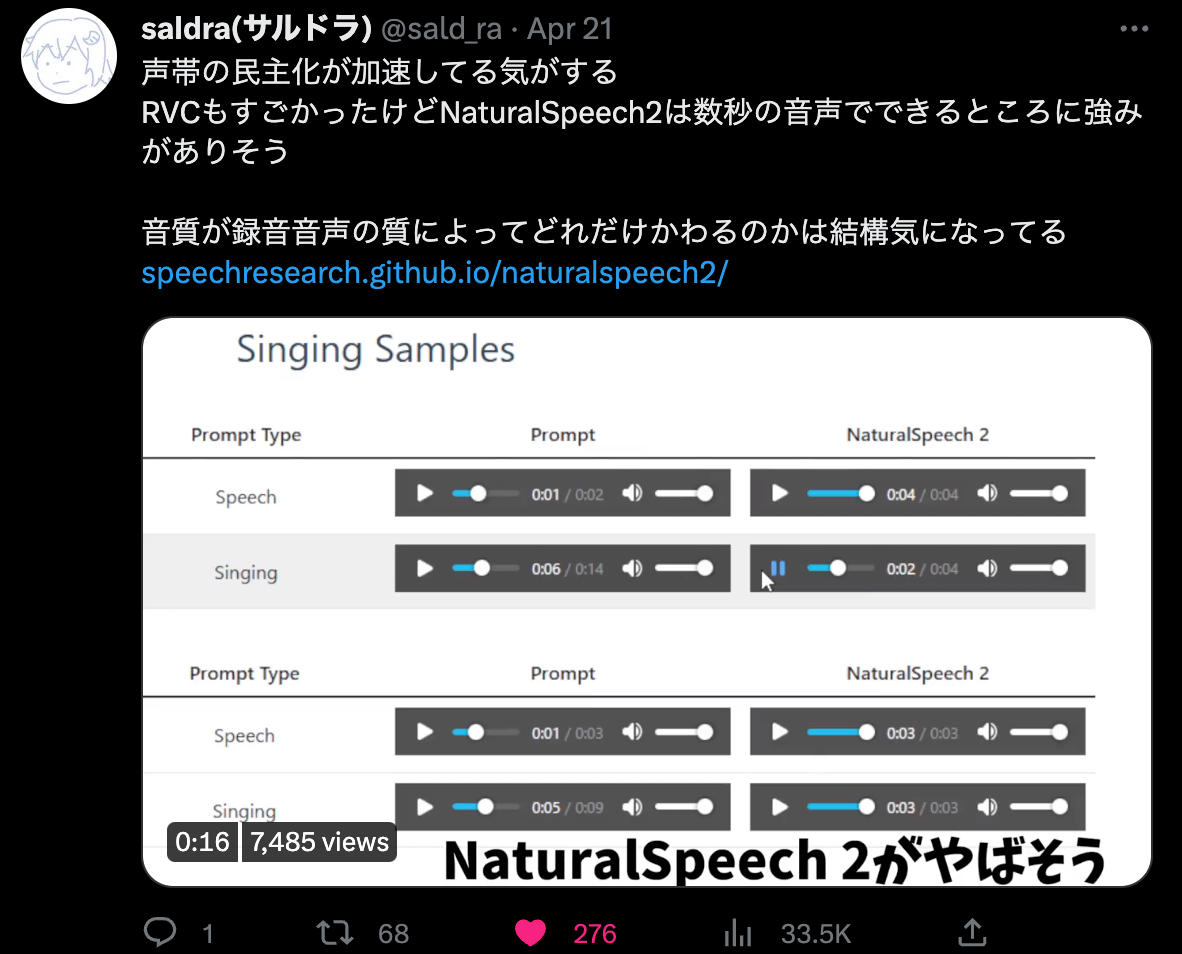 saldra(サルドラ) @sald_ra · Apr 21
声帯の民主化が加速してる気がする
RVCもすごかったけどNaturalSpeech2は数秒の音声でできるところに強み
がありそう
音質が録音音声の質によってどれだけかわるのかは結構気になってる
speechresearch.github.io/naturalspeech2/
Singing Samples
Prompt Type Prompt NaturalSpeech 2
Speech 0:01 / 0:02 0:04 / 0:04
Singing 0:06 / 0:14 0:02 / 0:04
Prompt Type Prompt NaturalSpeech 2
Speech 0:01 / 0:03 0:03 / 0:03
Singing 0:05 / 0:09 0:03 / 0:03
0:16 7,485 views
NaturalSpeech 2がやばそう
1 68 276 33.5K